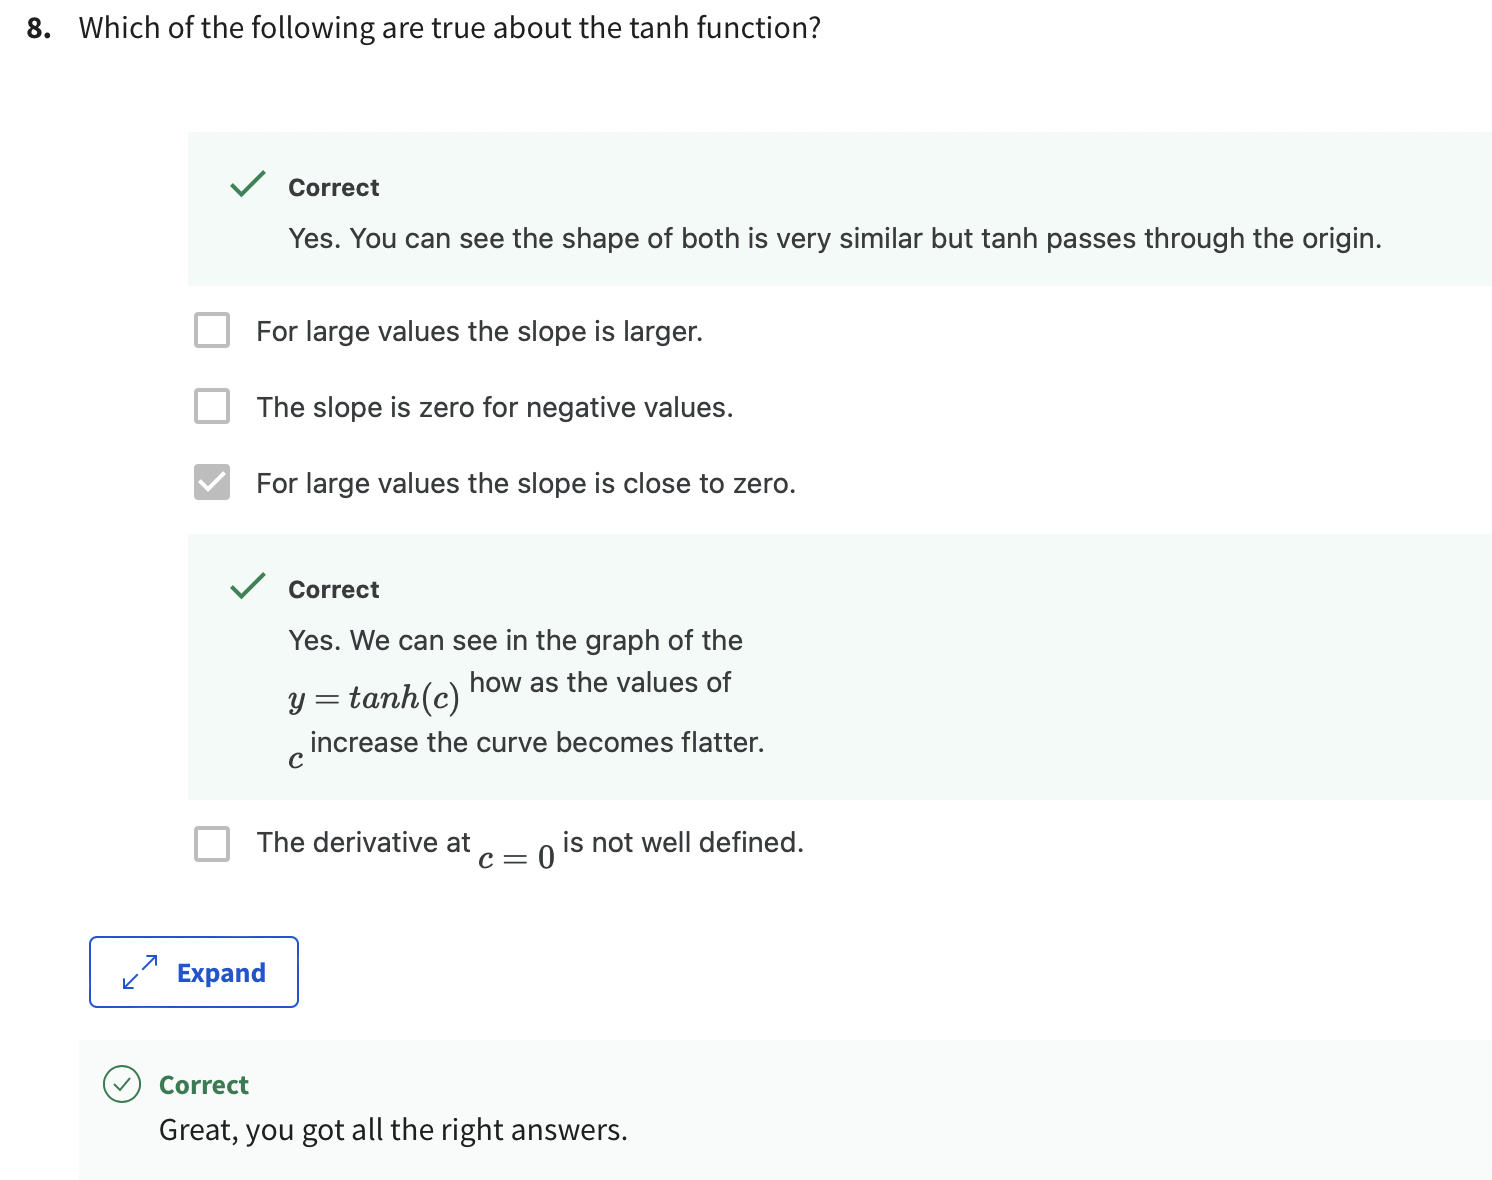 8. Which of the following are true about the tanh function?
Correct
Yes. You can see the shape of both is very similar but tanh passes through the origin.
For large values the slope is larger.
The slope is zero for negative values.
For large values the slope is close to zero.
Correct
Yes. We can see in the graph of the
y = tanh(c) how as the values of
c increase the curve becomes flatter.
The derivative at c = 0 is not well defined.
Expand
Correct
Great, you got all the right answers.